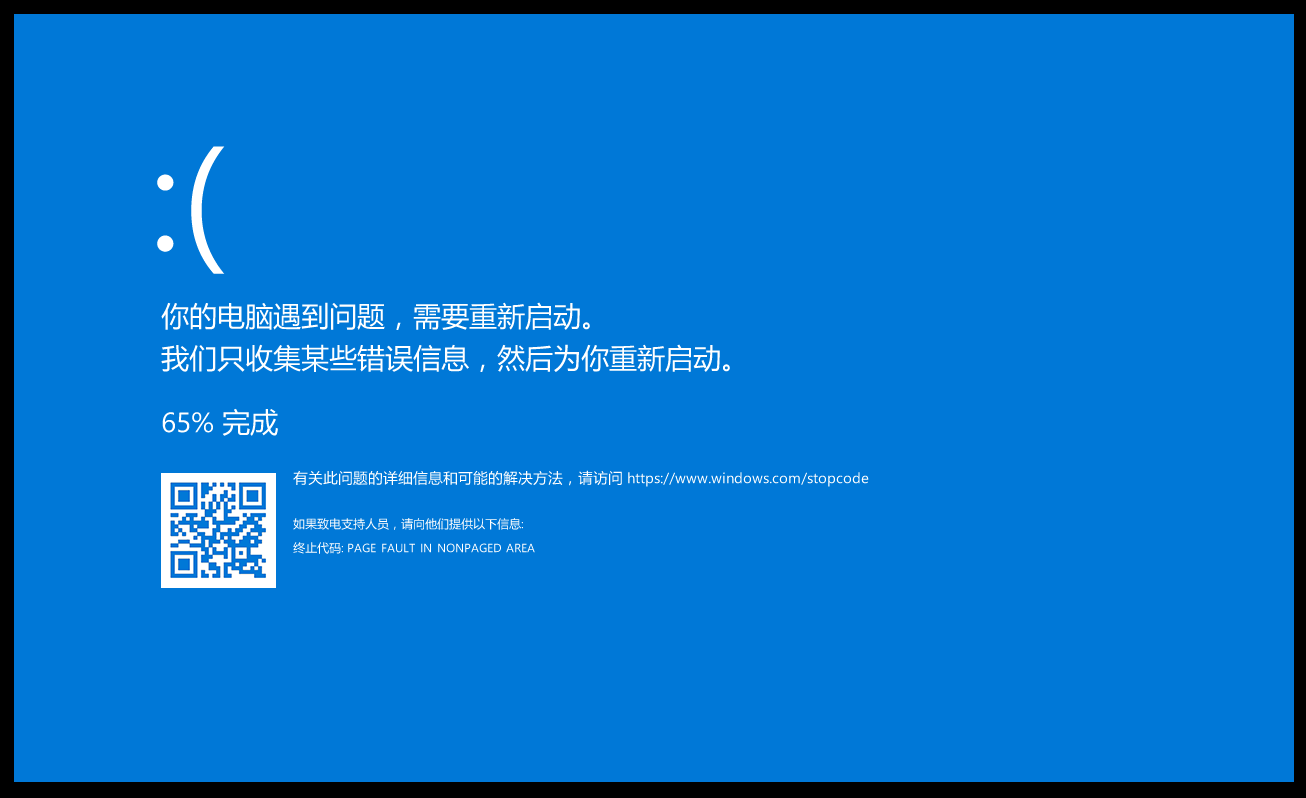 :(
你的电脑遇到问题，需要重新启动。
我们只收集某些错误信息，然后为你重新启动。
65% 完成
有关此问题的详细信息和可能的解决方法，请访问 https://www.windows.com/stopcode
如果致电支持人员，请向他们提供以下信息:
终止代码: PAGE FAULT IN NONPAGED AREA